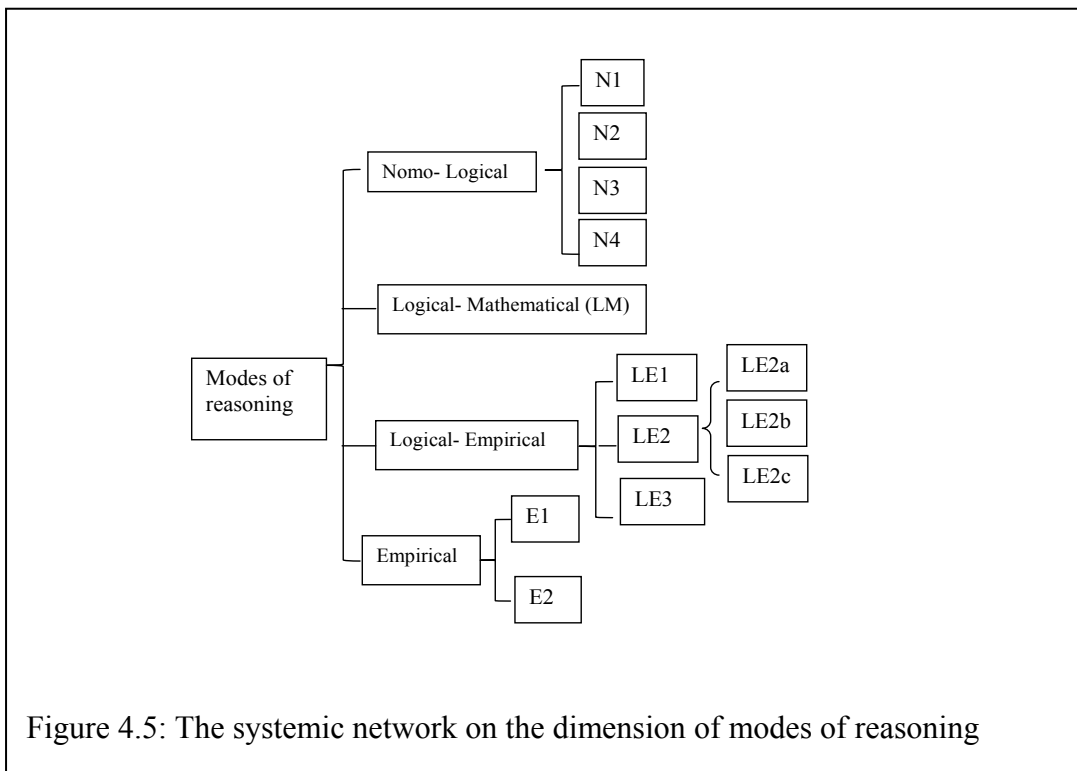 N1
N2
Nomo- Logical
N3
N4
Logical- Mathematical (LM)
Modes of
reasoning
LE1
LE2a
LE2
LE2b
Logical- Empirical
LE2c
LE3
E1
Empirical
E2
Figure 4.5: The systemic network on the dimension of modes of reasoning